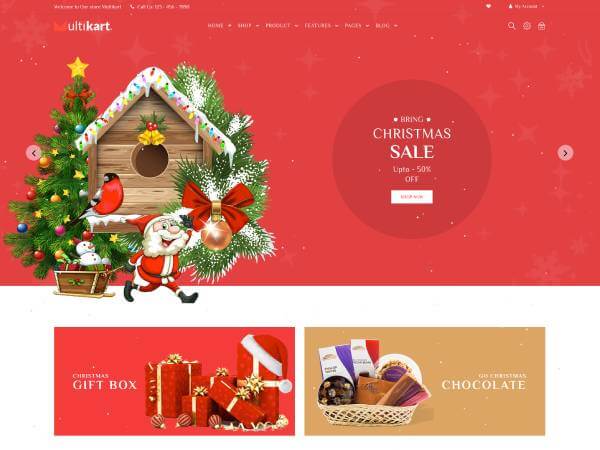 Welcome to Our store Multikart
Call Us: 123 - 456 - 7890
My Account
Multikart
HOME
SHOP
PRODUCT
FEATURES
PAGES
BLOG
BRING
CHRISTMAS
SALE
Upto - 50%
OFF
SHOP NOW
CHRISTMAS
GIFT BOX
GO CHRISTMAS
CHOCOLATE